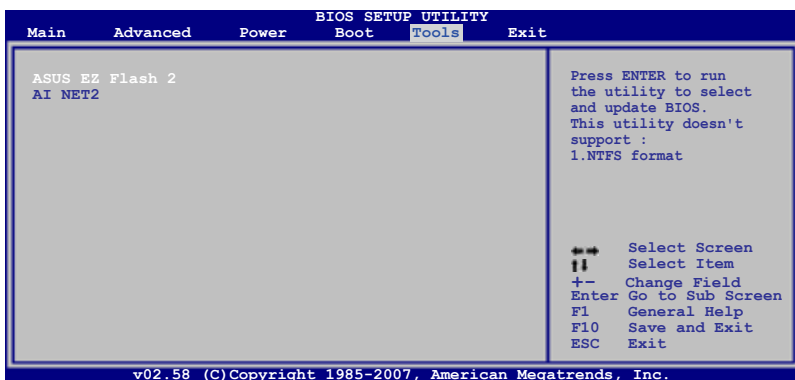 BIOS SETUP UTILITY
Main Advanced Power Boot Tools Exit
ASUS EZ Flash 2
AI NET2
Press ENTER to run
the utility to select
and update BIOS.
This utility doesn't
support :
1.NTFS format
Select Screen
Select Item
+- Change Field
Enter Go to Sub Screen
F1 General Help
F10 Save and Exit
ESC Exit
v02.58 (C)Copyright 1985-2007, American Megatrends, Inc.